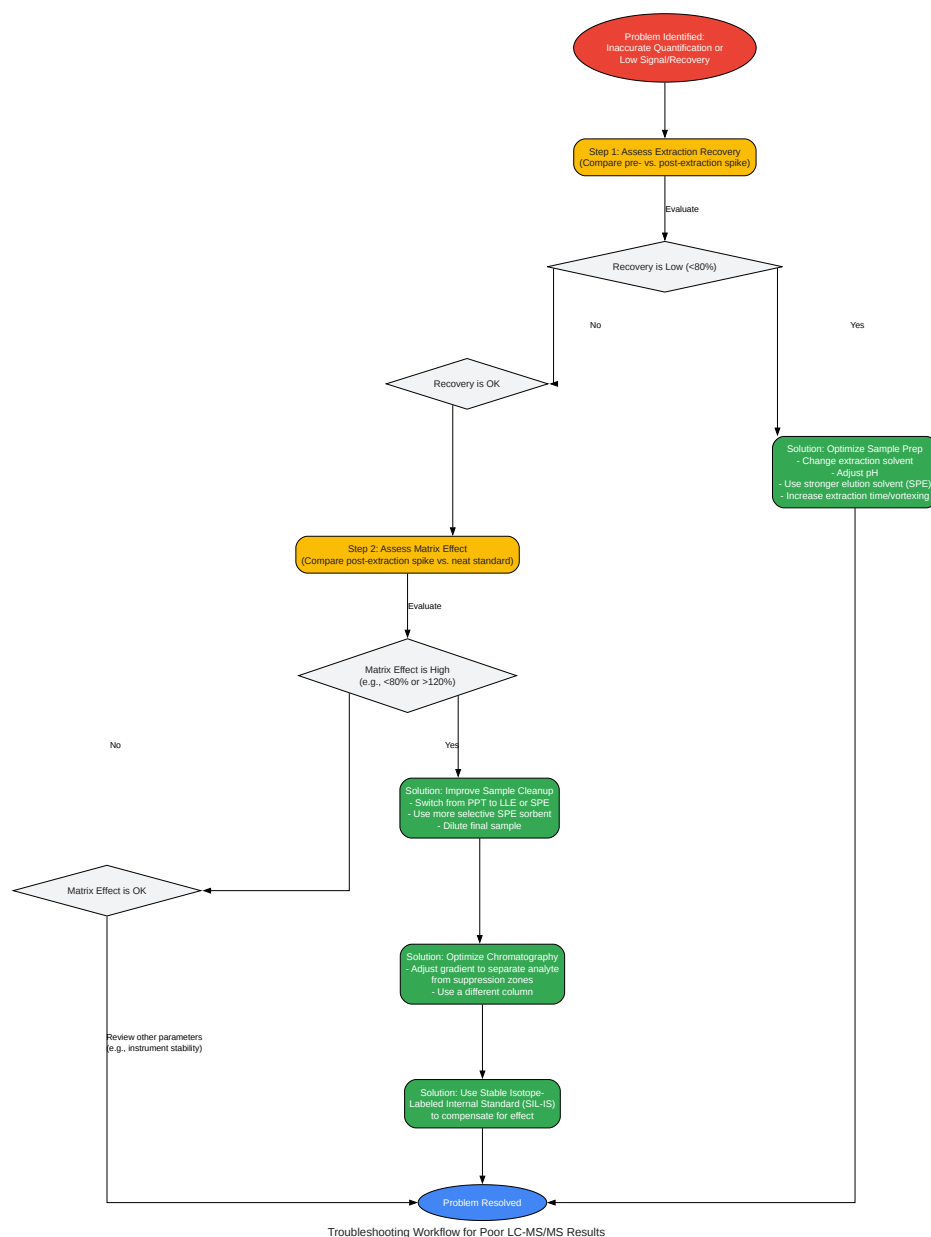 Problem Identified:
Inaccurate Quantification or
Low Signal/Recovery
Step 1: Assess Extraction Recovery
(Compare pre- vs. post-extraction spike)
Evaluate
Recovery is Low (<80%)
No
Yes
Recovery is OK
Solution: Optimize Sample Prep
- Change extraction solvent
- Adjust pH
- Use stronger elution solvent (SPE)
- Increase extraction time/vortexing
Step 2: Assess Matrix Effect
(Compare post-extraction spike vs. neat standard)
Evaluate
Matrix Effect is High
(e.g., <80% or >120%)
No
Yes
Solution: Improve Sample Cleanup
- Switch from PPT to LLE or SPE
- Use more selective SPE sorbent
- Dilute final sample
Matrix Effect is OK
Solution: Optimize Chromatography
- Adjust gradient to separate analyte
from suppression zones
- Use a different column
Review other parameters
(e.g., instrument stability)
Solution: Use Stable Isotope-
Labeled Internal Standard (SIL-IS)
to compensate for effect
Problem Resolved
Troubleshooting Workflow for Poor LC-MS/MS Results